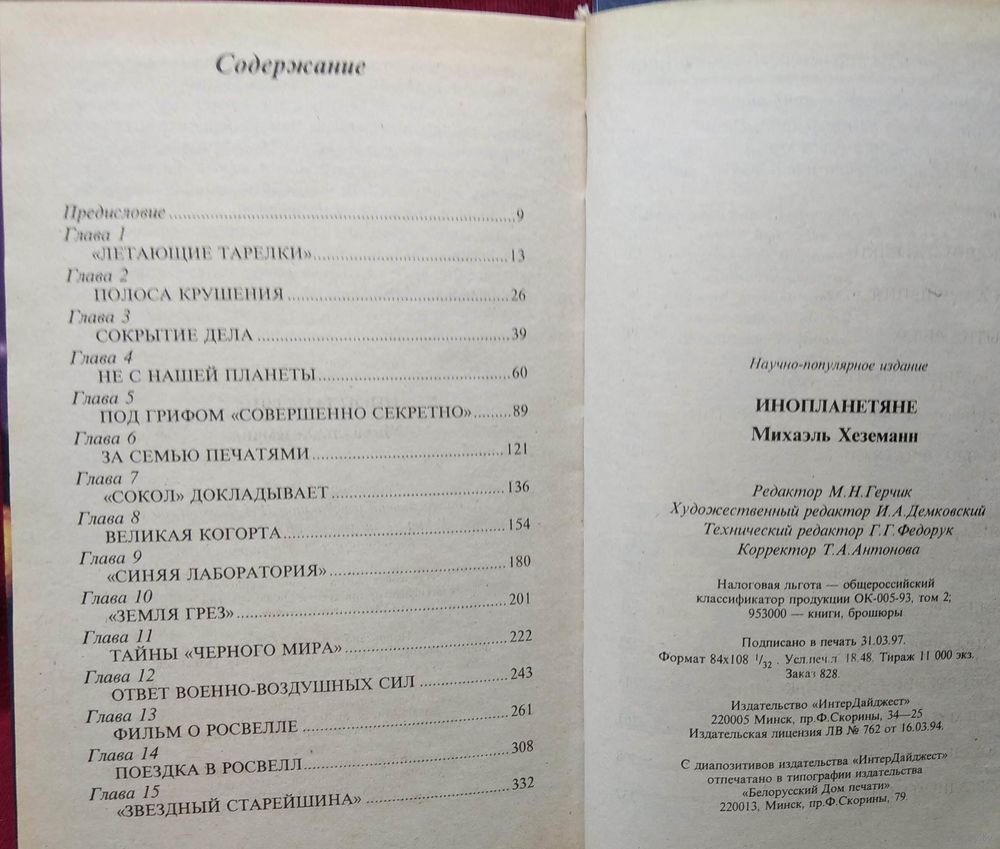 Содержание
Предисловие 9
Глава 1
«ЛЕТАЮЩИЕ ТАРЕЛКИ» 13
Глава 2
ПОЛОСА КРУШЕНИЯ 26
Глава 3
СОКРЫТИЕ ДЕЛА 39
Глава 4
НЕ С НАШЕЙ ПЛАНЕТЫ 60
Глава 5
ПОД ГРИФОМ «СОВЕРШЕННО СЕКРЕТНО» 89
Глава 6
ЗА СЕМЬЮ ПЕЧАТЯМИ 121
Глава 7
«СОКОЛ» ДОКЛАДЫВАЕТ 136
Глава 8
ВЕЛИКАЯ КОГОРТА 154
Глава 9
«СИНЯЯ ЛАБОРАТОРИЯ» 180
Глава 10
«ЗЕМЛЯ ГРЕЗ» 201
Глава 11
ТАЙНЫ «ЧЕРНОГО МИРА» 222
Глава 12
ОТВЕТ ВОЕННО-ВОЗДУШНЫХ СИЛ 243
Глава 13
ФИЛЬМ О РОСВЕЛЛЕ 261
Глава 14
ПОЕЗДКА В РОСВЕЛЛ 308
Глава 15
«ЗВЕЗДНЫЙ СТАРЕЙШИНА» 332
Научно-популярное издание
ИНОПЛАНЕТЯНЕ
Михаэль Хеземанн
Редактор М.Н.Герчик
Художественный редактор И.А.Демковский
Технический редактор Г.Г.Федорук
Корректор Т.А.Антонова
Налоговая льгота — общероссийский
классификатор продукции ОК-005-93, том 2;
953000 — книги, брошюры
Подписано в печать 31.03.97.
Формат 84x108 1/32. Усл.печ.л. 18,48. Тираж 11 000 экз.
Заказ 828.
Издательство «ИнтерДайджест»
220005 Минск, пр.Ф.Скорины, 34—25
Издательская лицензия ЛВ № 762 от 16.03.94.
С диапозитивов издательства «ИнтерДайджест»
отпечатано в типографии издательства
«Белорусский Дом печати».
220013, Минск, пр.Ф.Скорины, 79.